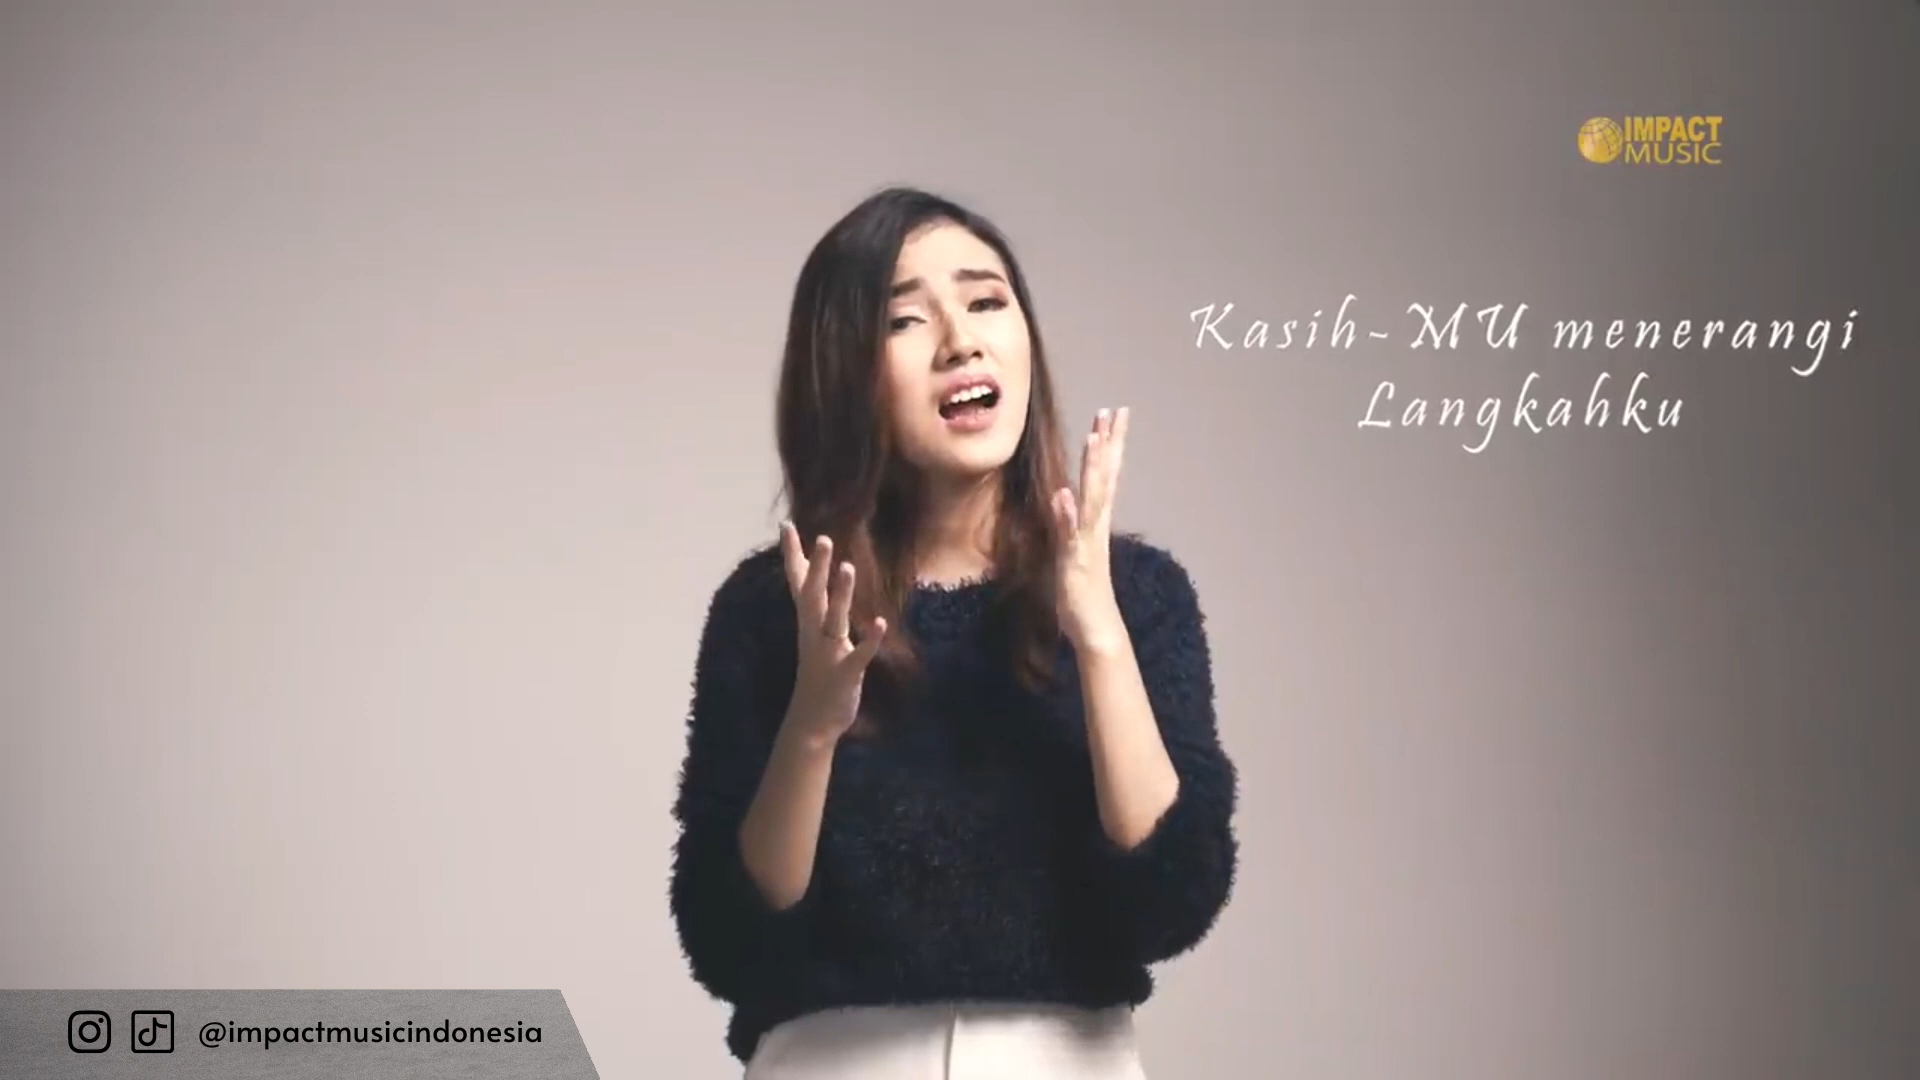 IMPACT
MUSIC
Kasih-MU menerangi
Langkahku
@impactmusicindonesia